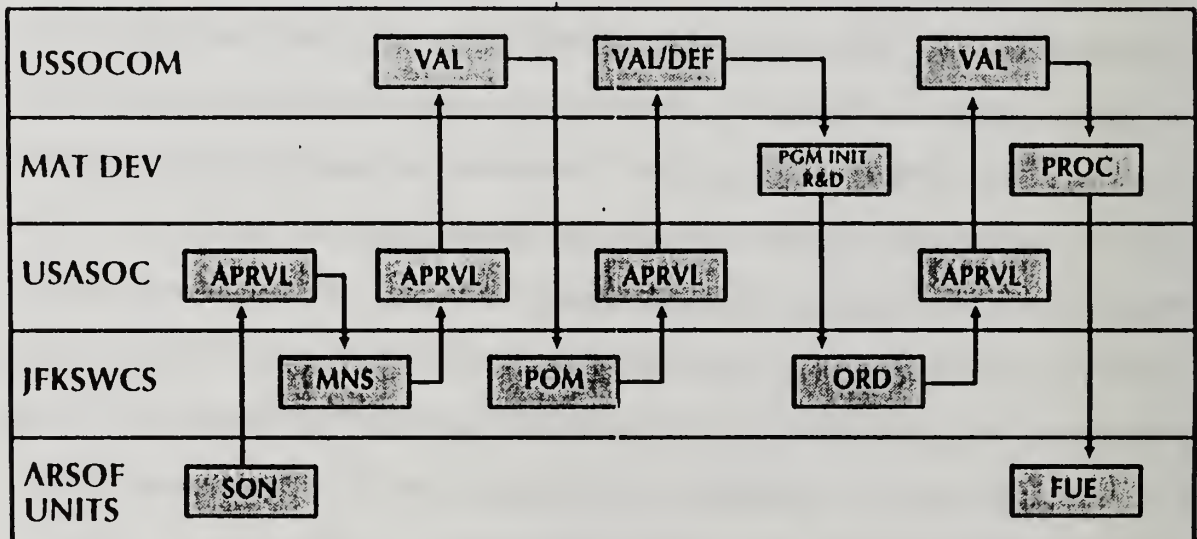 USSOCOM
VAL
VAL/DEF
VAL
MAT DEV
PGM INIT
R&D
PROC
USASOC
APRVL
APRVL
APRVL
APRVL
JFKSWCS
MNS
POM
ORD
ARSOF
UNITS
SON
FUE